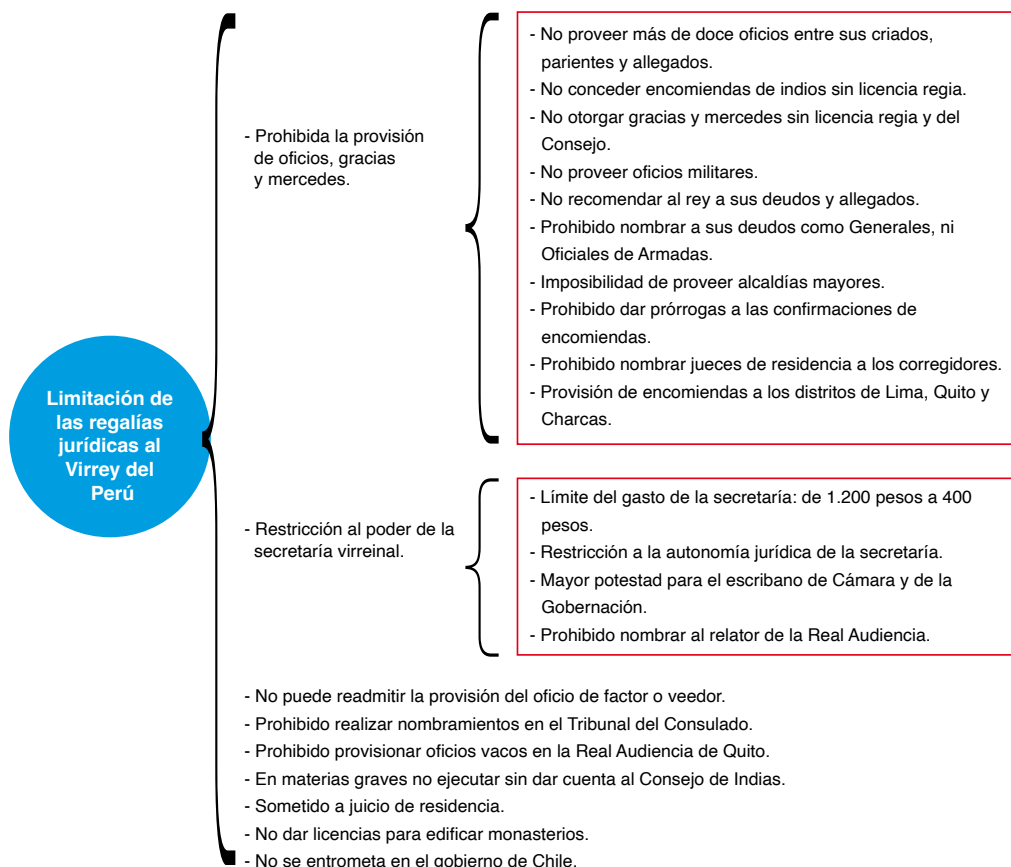 Limitación de
las regalías
jurídicas al
Virrey del
Perú
- Prohibida la provisión
de oficios, gracias
y mercedes.
- No proveer más de doce oficios entre sus criados,
parientes y allegados.
- No conceder encomiendas de indios sin licencia regia.
- No otorgar gracias y mercedes sin licencia regia y del
Consejo.
- No proveer oficios militares.
- No recomendar al rey a sus deudos y allegados.
- Prohibido nombrar a sus deudos como Generales, ni
Oficiales de Armadas.
- Imposibilidad de proveer alcaldías mayores.
- Prohibido dar prórrogas a las confirmaciones de
encomiendas.
- Prohibido nombrar jueces de residencia a los corregidores.
- Provisión de encomiendas a los distritos de Lima, Quito y
Charcas.
- Restricción al poder de la
secretaría virreinal.
- Límite del gasto de la secretaría: de 1.200 pesos a 400
pesos.
- Restricción a la autonomía jurídica de la secretaría.
- Mayor potestad para el escribano de Cámara y de la
Gobernación.
- Prohibido nombrar al relator de la Real Audiencia.
- No puede readmitir la provisión del oficio de factor o veedor.
- Prohibido realizar nombramientos en el Tribunal del Consulado.
- Prohibido provisionar oficios vacos en la Real Audiencia de Quito.
- En materias graves no ejecutar sin dar cuenta al Consejo de Indias.
- Sometido a juicio de residencia.
- No dar licencias para edificar monasterios.
- No se entrometa en el gobierno de Chile.